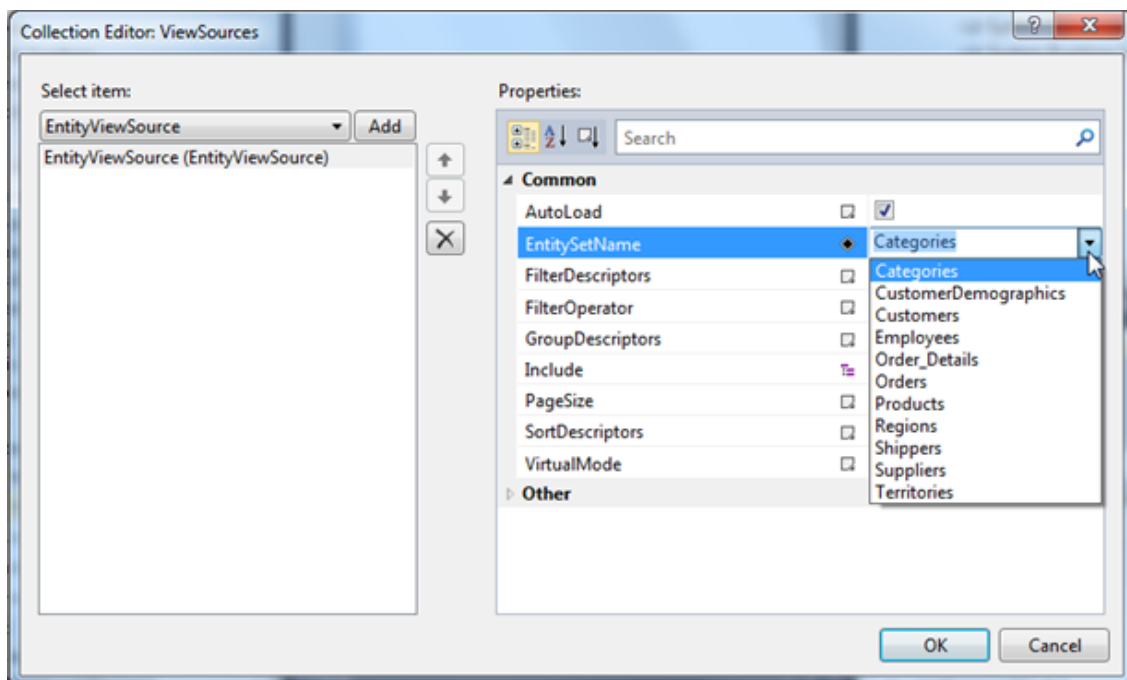 Collection Editor: ViewSources
Select item:
EntityViewSource
Add
EntityViewSource (EntityViewSource)
Properties:
Search
Common
AutoLoad
EntitySetName Categories
FilterDescriptors
FilterOperator
GroupDescriptors
Include
PageSize
SortDescriptors
VirtualMode
Other
Categories
CustomerDemographics
Customers
Employees
Order_Details
Orders
Products
Regions
Shippers
Suppliers
Territories
OK Cancel